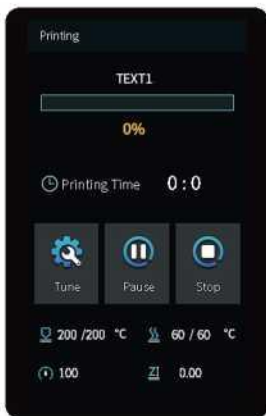 Printing
TEXT1
0%
Printing Time 0 : 0
Tune Pause Stop
200 /200 °C 60 / 60 °C
100 0.00